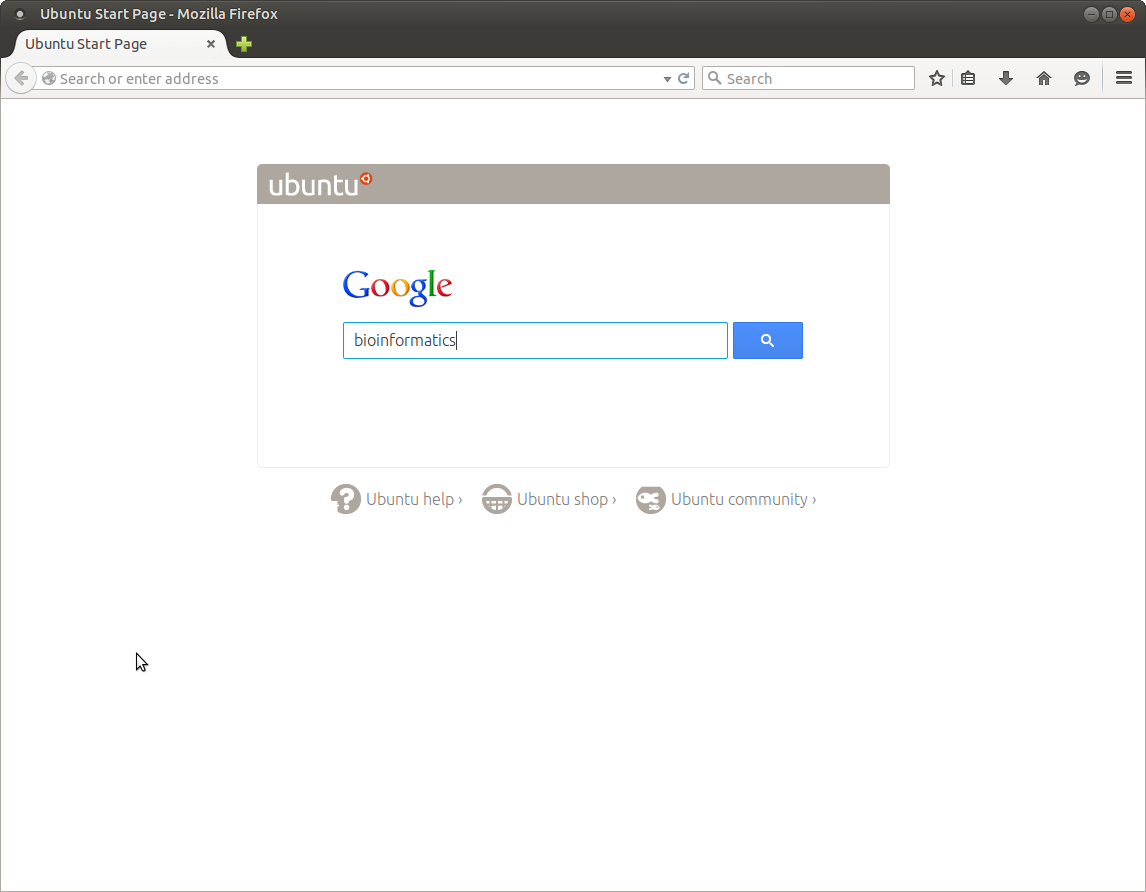 Ubuntu Start Page - Mozilla Firefox
Ubuntu Start Page
Search or enter address
Search
ubuntu
Google
bioinformatics
Ubuntu help ›
Ubuntu shop ›
Ubuntu community ›